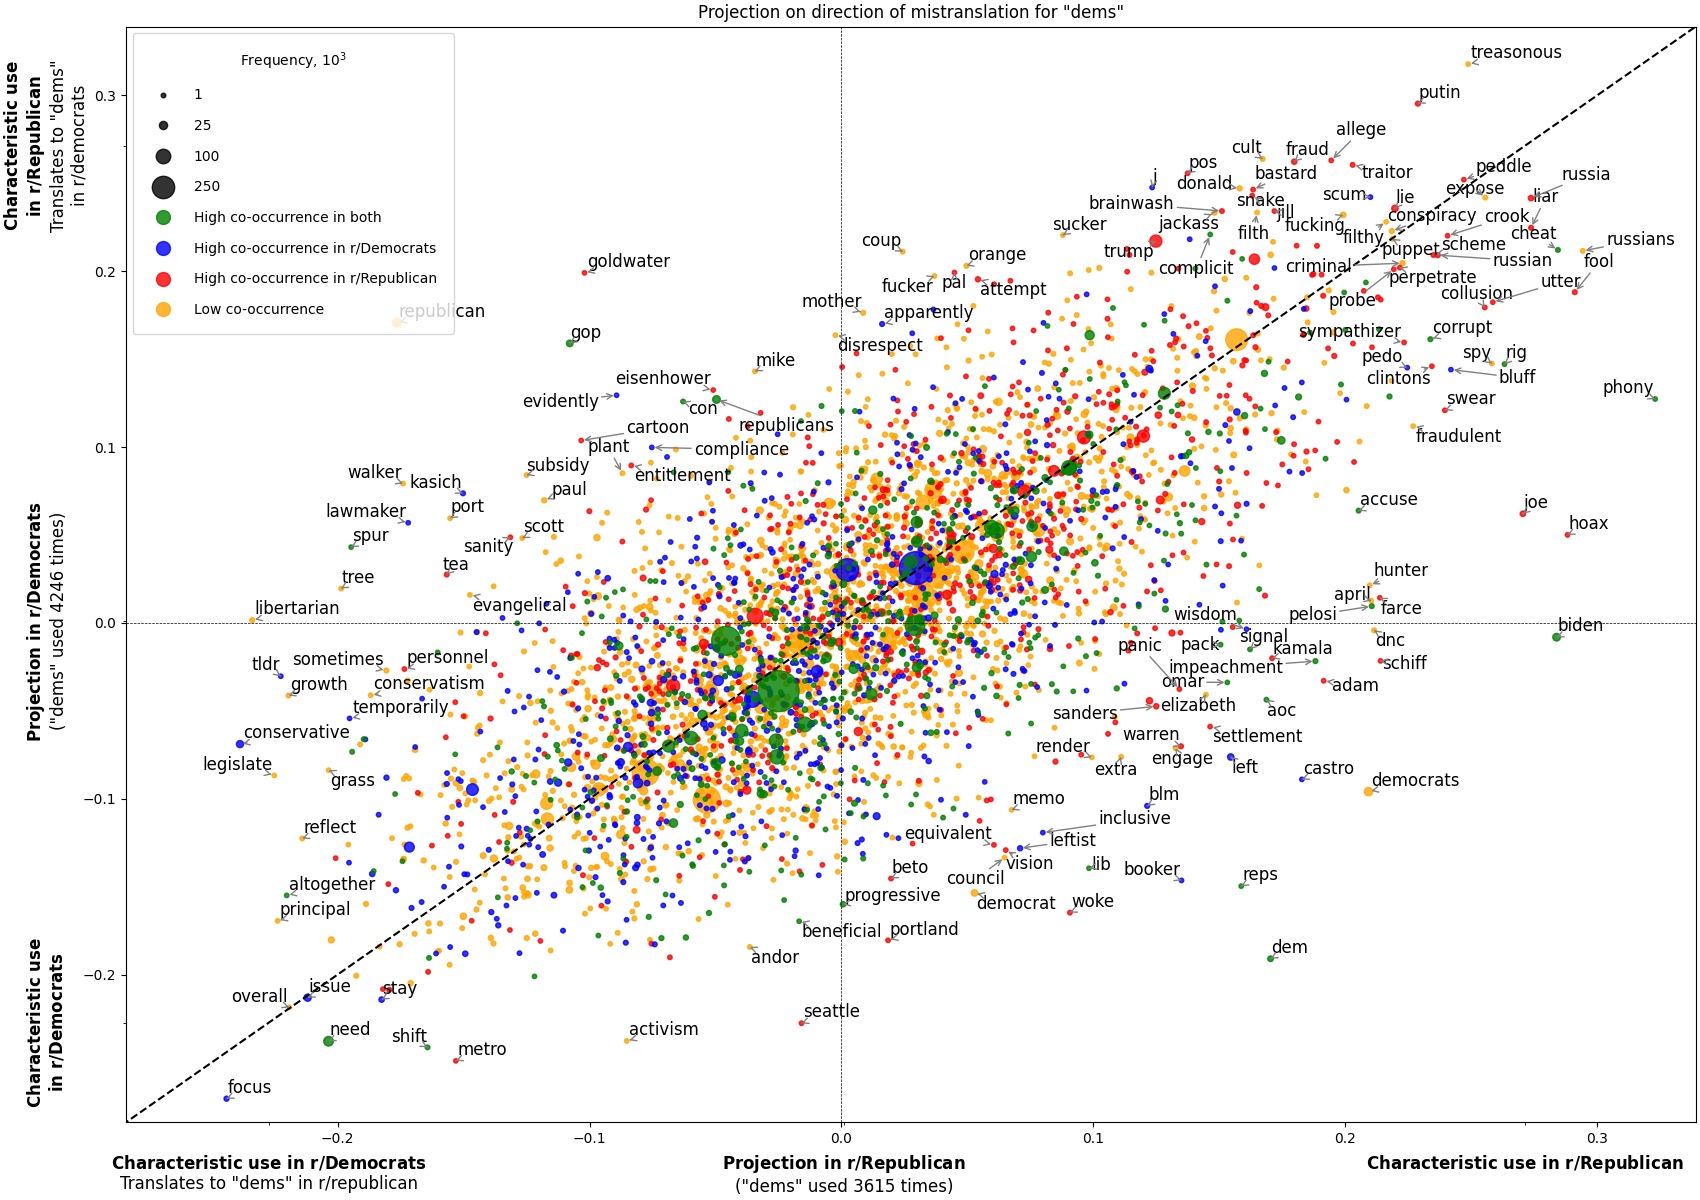 Projection on direction of mistranslation for "dems"
Characteristic use
in r/Republican
Translates to "dems"
in r/democrats
Projection in r/Democrats
("dems" used 4246 times)
Characteristic use
in r/Democrats
0.3
0.2
0.1
0.0
−0.1
−0.2
Frequency, 10³
1
25
100
250
High co-occurrence in both
High co-occurrence in r/Democrats
High co-occurrence in r/Republican
Low co-occurrence
treasonous
putin
allege
cult
fraud
pos
bastard
traitor
peddle
russia
j
donald
expose
scum
lie
liar
brainwash
snake
jill
conspiracy
crook
sucker
jackass
filth
fucking
filthy
cheat
coup
trump
puppet
scheme
russians
orange
complicit
criminal
russian
fool
goldwater
fucker
pal
attempt
perpetrate
utter
mother
probe
collusion
republican
apparently
gop
disrespect
sympathizer
corrupt
mike
pedo
spy
rig
eisenhower
clintons
bluff
phony
evidently
con
swear
cartoon
republicans
fraudulent
plant
compliance
walker
subsidy
entitlement
kasich
paul
accuse
joe
lawmaker
port
hoax
spur
scott
sanity
tea
hunter
tree
april
libertarian
evangelical
wisdom
pelosi
farce
biden
signal
dnc
tldr
sometimes
personnel
panic
pack
kamala
schiff
growth
conservatism
impeachment
omar
adam
temporarily
sanders
elizabeth
aoc
conservative
warren
settlement
render
legislate
grass
extra
engage
left
castro
democrats
memo
blm
reflect
inclusive
equivalent
leftist
vision
lib
altogether
beto
council
booker
reps
principal
progressive
democrat
woke
beneficial
portland
dem
andor
overall
issue
stay
seattle
need
shift
activism
metro
focus
−0.2
−0.1
0.0
0.1
0.2
0.3
Characteristic use in r/Democrats
Translates to "dems" in r/republican
Projection in r/Republican
("dems" used 3615 times)
Characteristic use in r/Republican